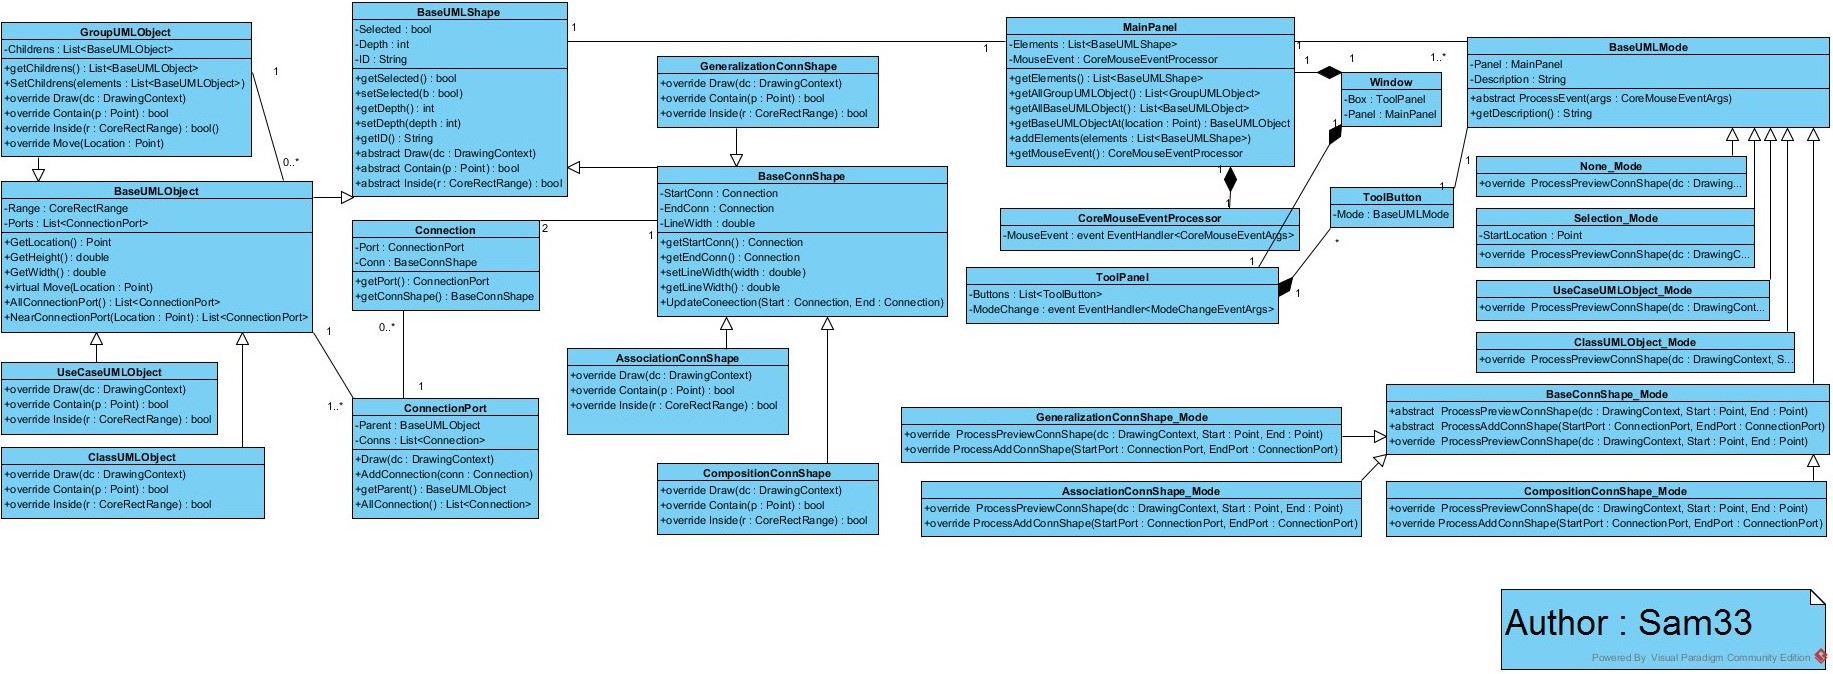 GroupUMLObject
-Childrens : List<BaseUMLObject>
+getChildrens() : List<BaseUMLObject>
+SetChildrens(elements : List<BaseUMLObject>)
+override Draw(dc : DrawingContext)
+override Contain(p : Point) : bool
+override Inside(r : CoreRectRange) : bool()
+override Move(Location : Point)
1
0..*
BaseUMLObject
-Range : CoreRectRange
-Ports : List<ConnectionPort>
+GetLocation() : Point
+GetHeight() : double
+GetWidth() : double
+virtual Move(Location : Point)
+AllConnectionPort() : List<ConnectionPort>
+NearConnectionPort(Location : Point) : List<ConnectionPort>
1
1..*
UseCaseUMLObject
+override Draw(dc : DrawingContext)
+override Contain(p : Point) : bool
+override Inside(r : CoreRectRange) : bool
ClassUMLObject
+override Draw(dc : DrawingContext)
+override Contain(p : Point) : bool
+override Inside(r : CoreRectRange) : bool
BaseUMLShape
-Selected : bool
-Depth : int
-ID : String
+getSelected() : bool
+setSelected(b : bool)
+getDepth() : int
+setDepth(depth : int)
+getID() : String
+abstract Draw(dc : DrawingContext)
+abstract Contain(p : Point) : bool
+abstract Inside(r : CoreRectRange) : bool
1
1
Connection
-Port : ConnectionPort
-Conn : BaseConnShape
+getPort() : ConnectionPort
+getConnShape() : BaseConnShape
2
1
0..*
1
ConnectionPort
-Parent : BaseUMLObject
-Conns : List<Connection>
+Draw(dc : DrawingContext)
+AddConnection(conn : Connection)
+getParent() : BaseUMLObject
+AllConnection() : List<Connection>
GeneralizationConnShape
+override Draw(dc : DrawingContext)
+override Contain(p : Point) : bool
+override Inside(r : CoreRectRange) : bool
BaseConnShape
-StartConn : Connection
-EndConn : Connection
-LineWidth : double
+getStartConn() : Connection
+getEndConn() : Connection
+setLineWidth(width : double)
+getLineWidth() : double
+UpdateConeection(Start : Connection, End : Connection)
AssociationConnShape
+override Draw(dc : DrawingContext)
+override Contain(p : Point) : bool
+override Inside(r : CoreRectRange) : bool
CompositionConnShape
+override Draw(dc : DrawingContext)
+override Contain(p : Point) : bool
+override Inside(r : CoreRectRange) : bool
MainPanel
-Elements : List<BaseUMLShape>
-MouseEvent : CoreMouseEventProcessor
+getElements() : List<BaseUMLShape>
+getAllGroupUMLObject() : List<GroupUMLObject>
+getAllBaseUMLObject() : List<BaseUMLObject>
+getBaseUMLObjectAt(location : Point) : BaseUMLObject
+addElements(elements : List<BaseUMLShape>)
+getMouseEvent() : CoreMouseEventProcessor
1
1..*
1
1
1
1
CoreMouseEventProcessor
-MouseEvent : event EventHandler<CoreMouseEventArgs>
Window
-Box : ToolPanel
-Panel : MainPanel
1
1
ToolPanel
-Buttons : List<ToolButton>
-ModeChange : event EventHandler<ModeChangeEventArgs>
1
*
ToolButton
-Mode : BaseUMLMode
1
1
BaseUMLMode
-Panel : MainPanel
-Description : String
+abstract ProcessEvent(args : CoreMouseEventArgs)
+getDescription() : String
None_Mode
+override ProcessPreviewConnShape(dc : Drawing...
Selection_Mode
-StartLocation : Point
+override ProcessPreviewConnShape(dc : DrawingC...
UseCaseUMLObject_Mode
+override ProcessPreviewConnShape(dc : DrawingCont...
ClassUMLObject_Mode
+override ProcessPreviewConnShape(dc : DrawingContext, S...
BaseConnShape_Mode
+abstract ProcessPreviewConnShape(dc : DrawingContext, Start : Point, End : Point)
+abstract ProcessAddConnShape(StartPort : ConnectionPort, EndPort : ConnectionPort)
+override ProcessPreviewConnShape(dc : DrawingContext, Start : Point, End : Point)
GeneralizationConnShape_Mode
+override ProcessPreviewConnShape(dc : DrawingContext, Start : Point, End : Point)
+override ProcessAddConnShape(StartPort : ConnectionPort, EndPort : ConnectionPort)
AssociationConnShape_Mode
+override ProcessPreviewConnShape(dc : DrawingContext, Start : Point, End : Point)
+override ProcessAddConnShape(StartPort : ConnectionPort, EndPort : ConnectionPort)
CompositionConnShape_Mode
+override ProcessPreviewConnShape(dc : DrawingContext, Start : Point, End : Point)
+override ProcessAddConnShape(StartPort : ConnectionPort, EndPort : ConnectionPort)
Author : Sam33
Powered By Visual Paradigm Community Edition